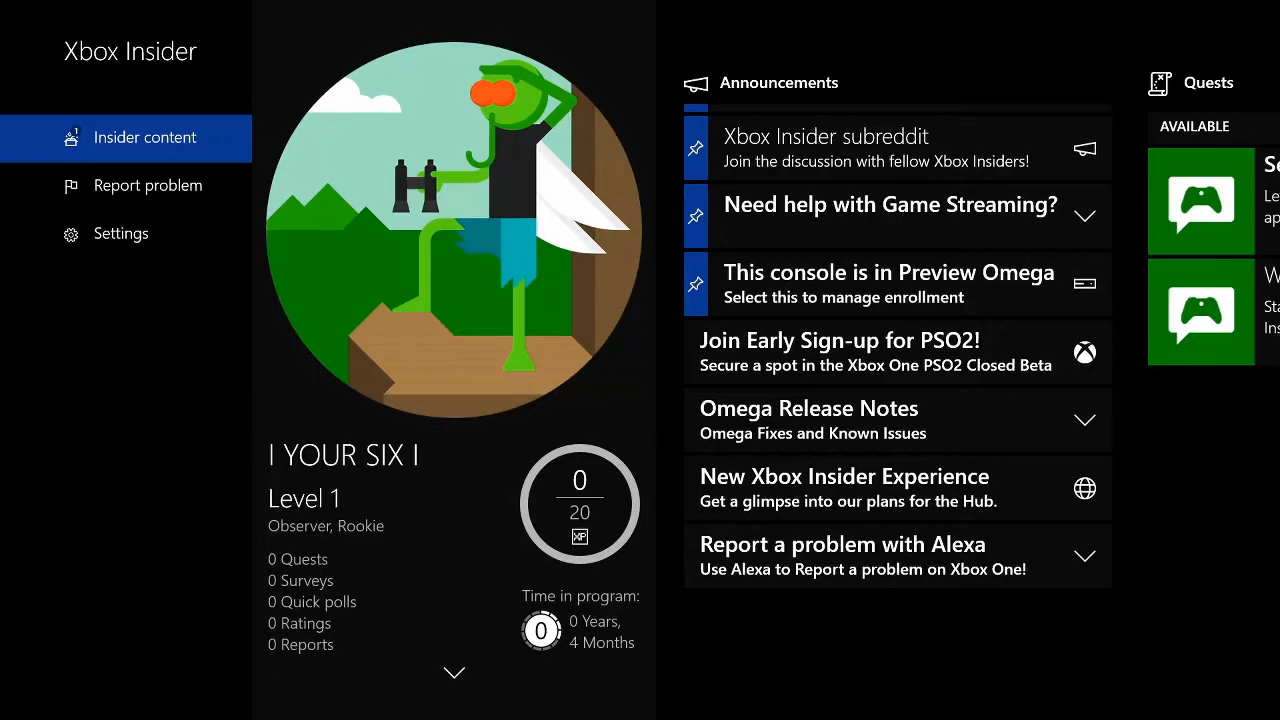 Xbox Insider
1
Insider content
Report problem
Settings
I YOUR SIX I
Level 1
Observer, Rookie
0 Quests
0 Surveys
0 Quick polls
0 Ratings
0 Reports
0
20
XP
Time in program:
0
0 Years,
4 Months
Announcements
Xbox Insider subreddit
Join the discussion with fellow Xbox Insiders!
Need help with Game Streaming?
This console is in Preview Omega
Select this to manage enrollment
Join Early Sign-up for PSO2!
Secure a spot in the Xbox One PSO2 Closed Beta
Omega Release Notes
Omega Fixes and Known Issues
New Xbox Insider Experience
Get a glimpse into our plans for the Hub.
Report a problem with Alexa
Use Alexa to Report a problem on Xbox One!
Quests
AVAILABLE